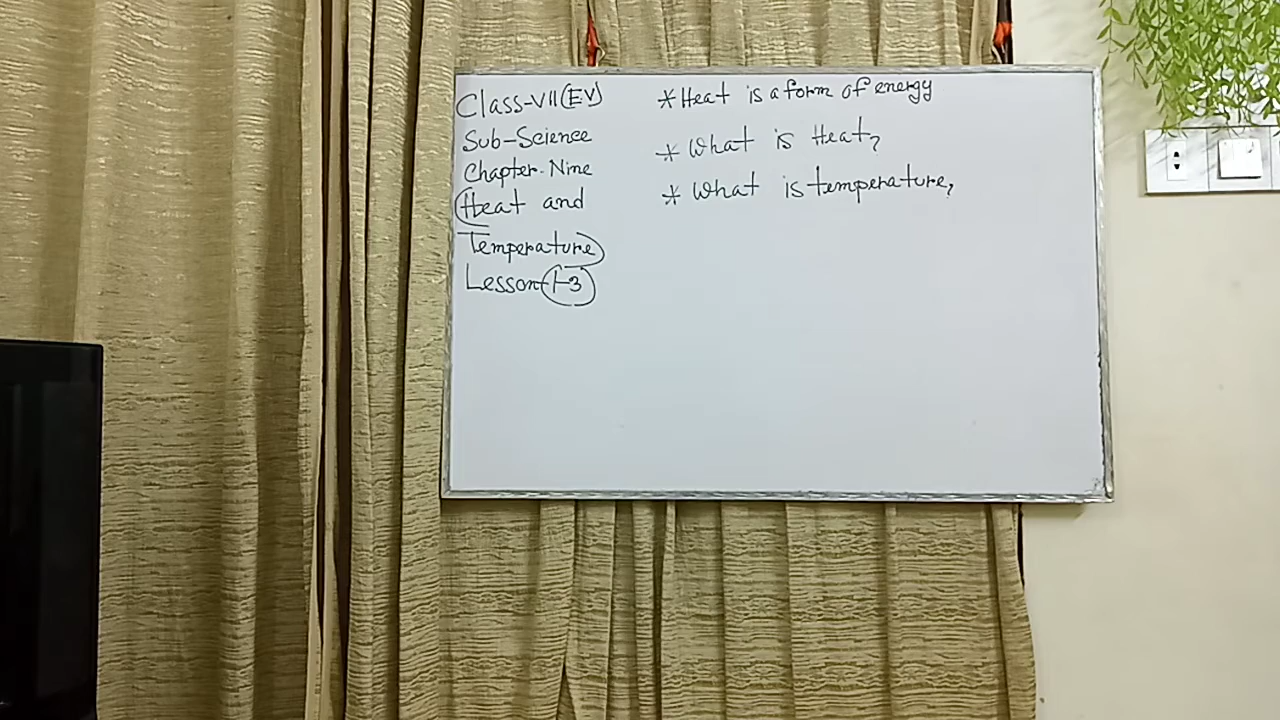 Class-VII(EV)
Sub-Science
Chapter-Nine
(Heat and
Temperature)
Lesson(1-3)
*Heat is a form of energy
*What is Heat?
*What is temperature?